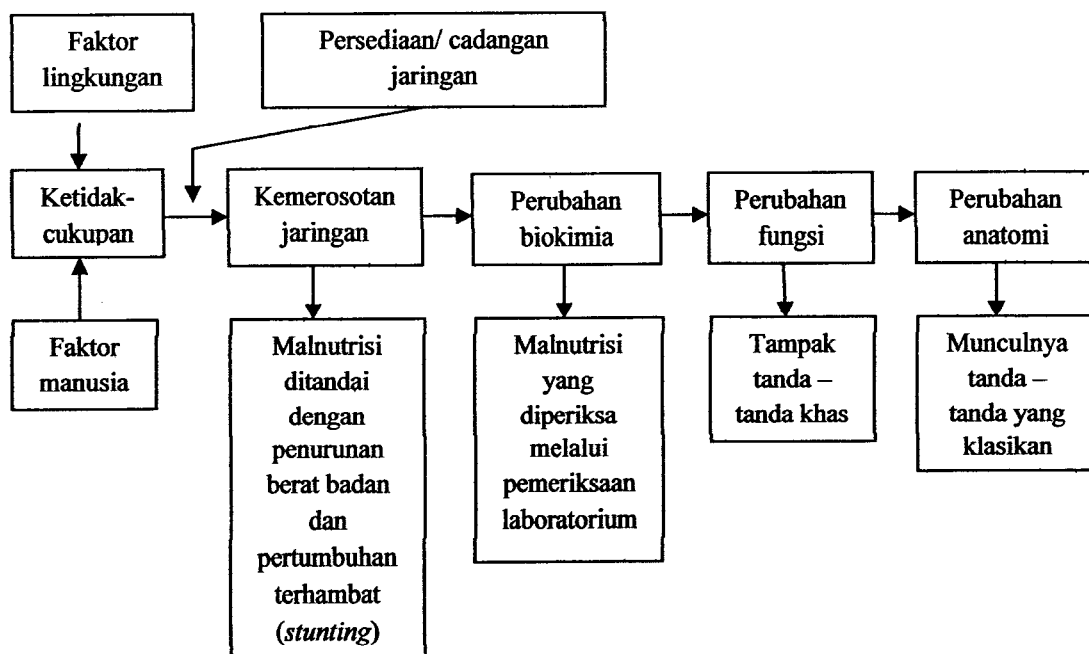 Faktor
lingkungan
Persediaan/ cadangan
jaringan
Ketidak-
cukupan
Kemerosotan
jaringan
Perubahan
biokimia
Perubahan
fungsi
Perubahan
anatomi
Faktor
manusia
Malnutrisi
ditandai
dengan
penurunan
berat badan
dan
pertumbuhan
terhambat
(stunting)
Malnutrisi
yang
diperiksa
melalui
pemeriksaan
laboratorium
Tampak
tanda –
tanda khas
Munculnya
tanda –
tanda yang
klasikan